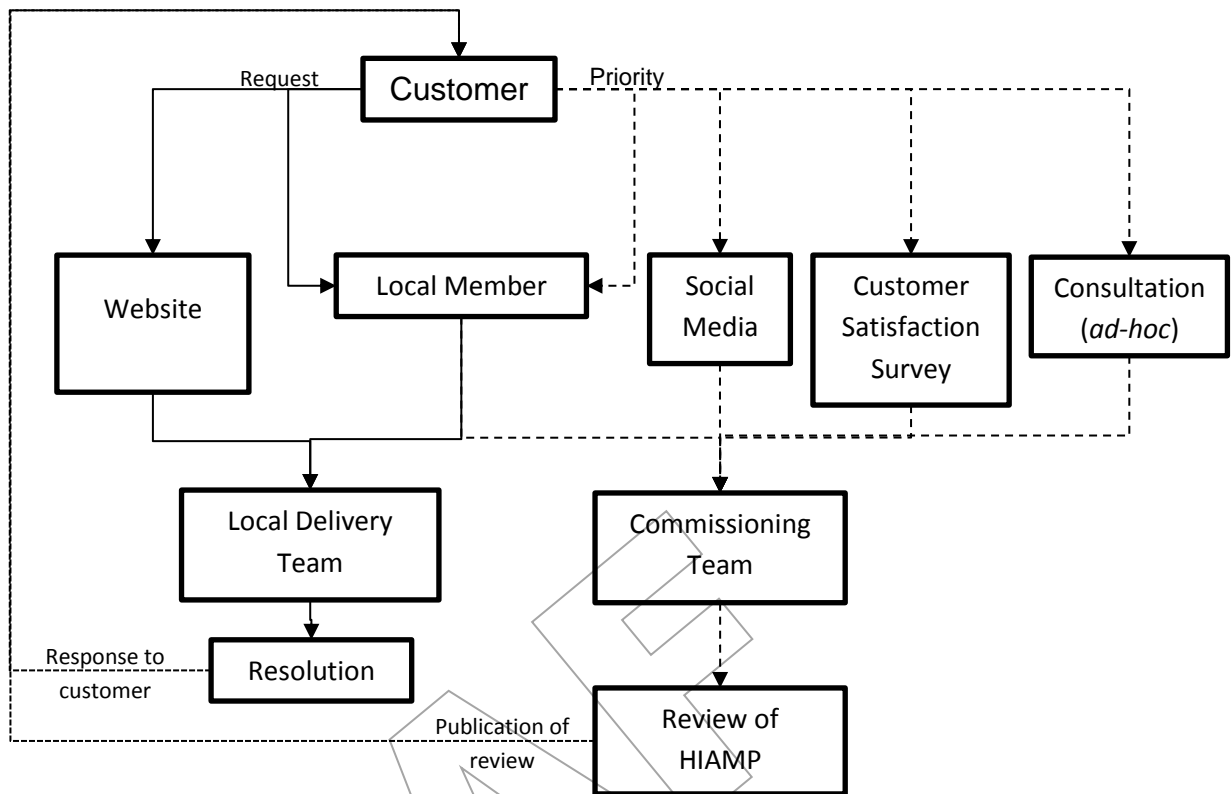 Customer
Request
Priority
Website
Local Member
Social
Media
Customer
Satisfaction
Survey
Consultation
(ad-hoc)
Local Delivery
Team
Commissioning
Team
Response to
customer
Resolution
Publication of
review
Review of
HIAMP